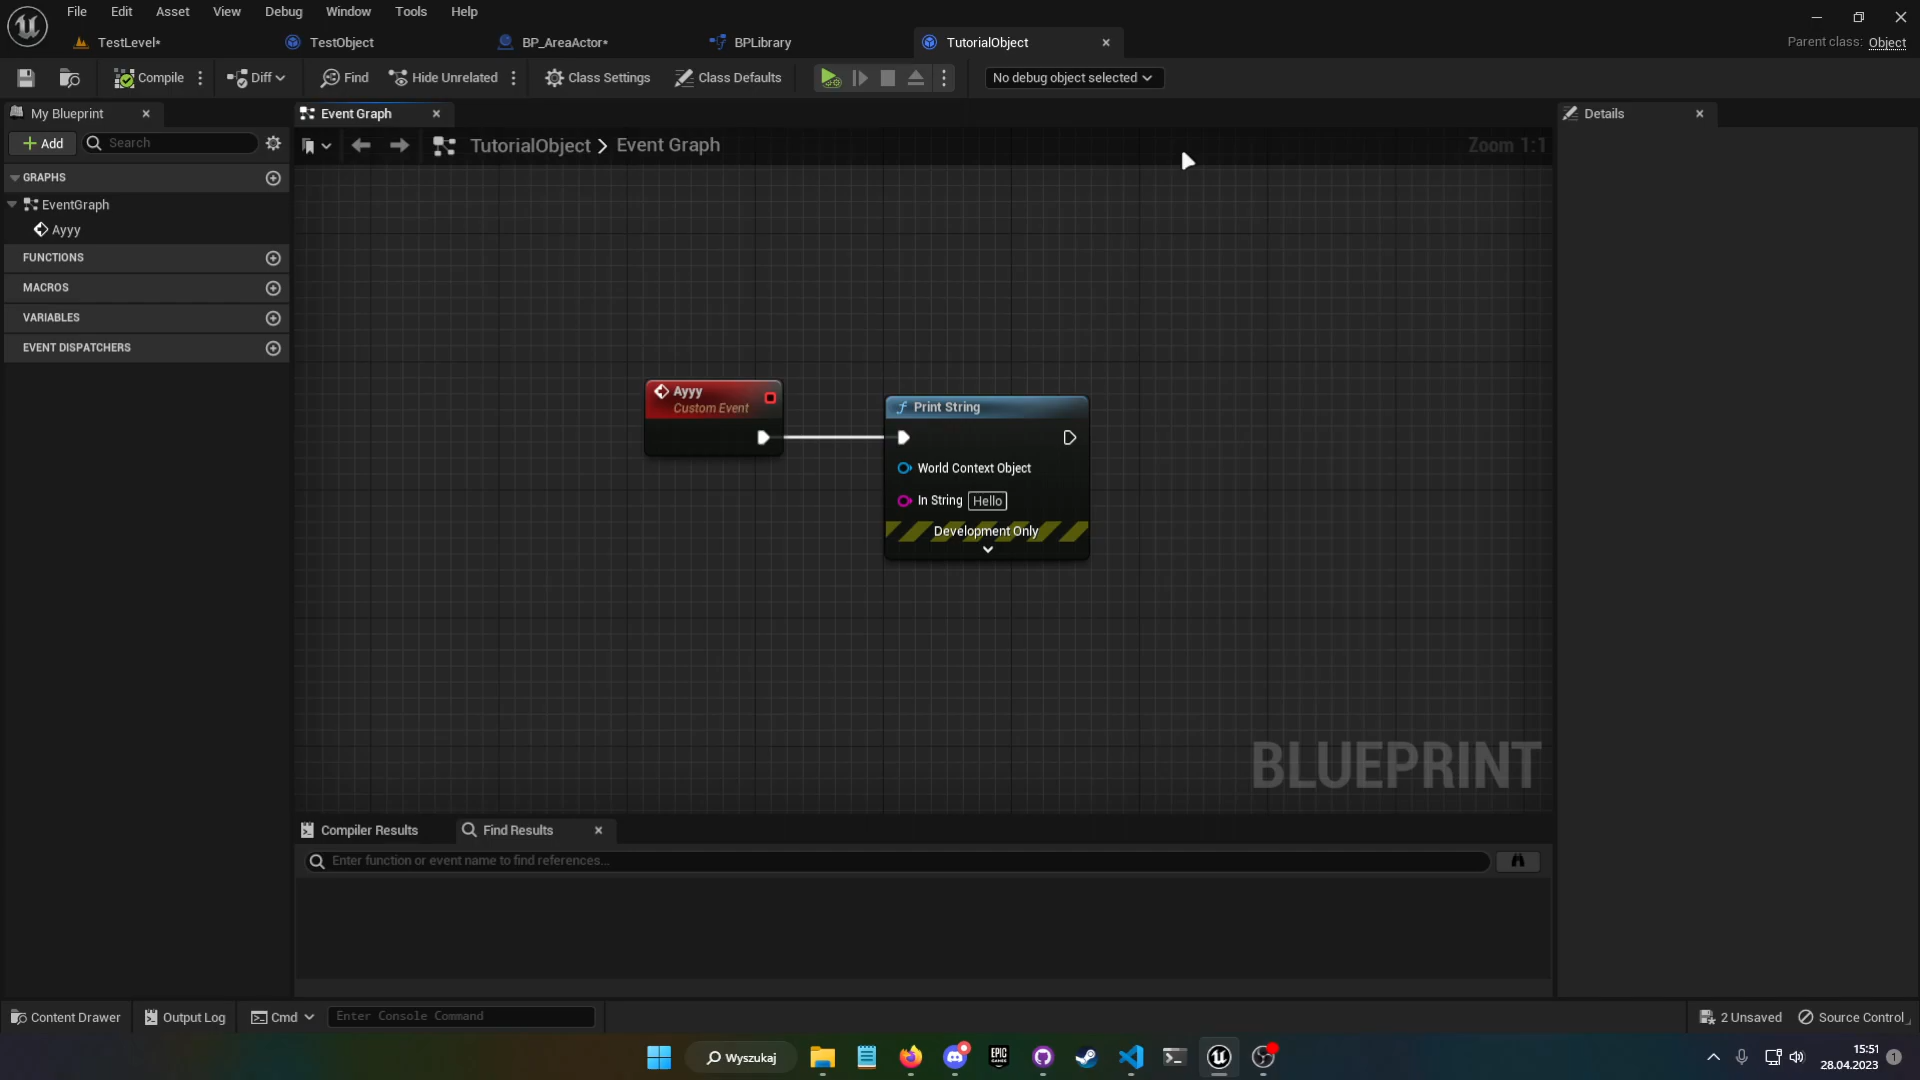 File Edit Asset View Debug Window Tools Help
TestLevel* TestObject BP_AreaActor* BPLibrary TutorialObject
Parent class: Object
Compile Diff Find Hide Unrelated Class Settings Class Defaults No debug object selected
My Blueprint
Event Graph
Details
Add Search
TutorialObject > Event Graph
Zoom 1:1
GRAPHS
EventGraph
Ayyy
FUNCTIONS
MACROS
VARIABLES
EVENT DISPATCHERS
Ayyy
Custom Event
f Print String
World Context Object
In String Hello
Development Only
BLUEPRINT
Compiler Results Find Results
Enter function or event name to find references...
Content Drawer Output Log Cmd Enter Console Command 2 Unsaved Source Control
Wyszukaj
EPIC GAMES
15:51
28.04.2023
1